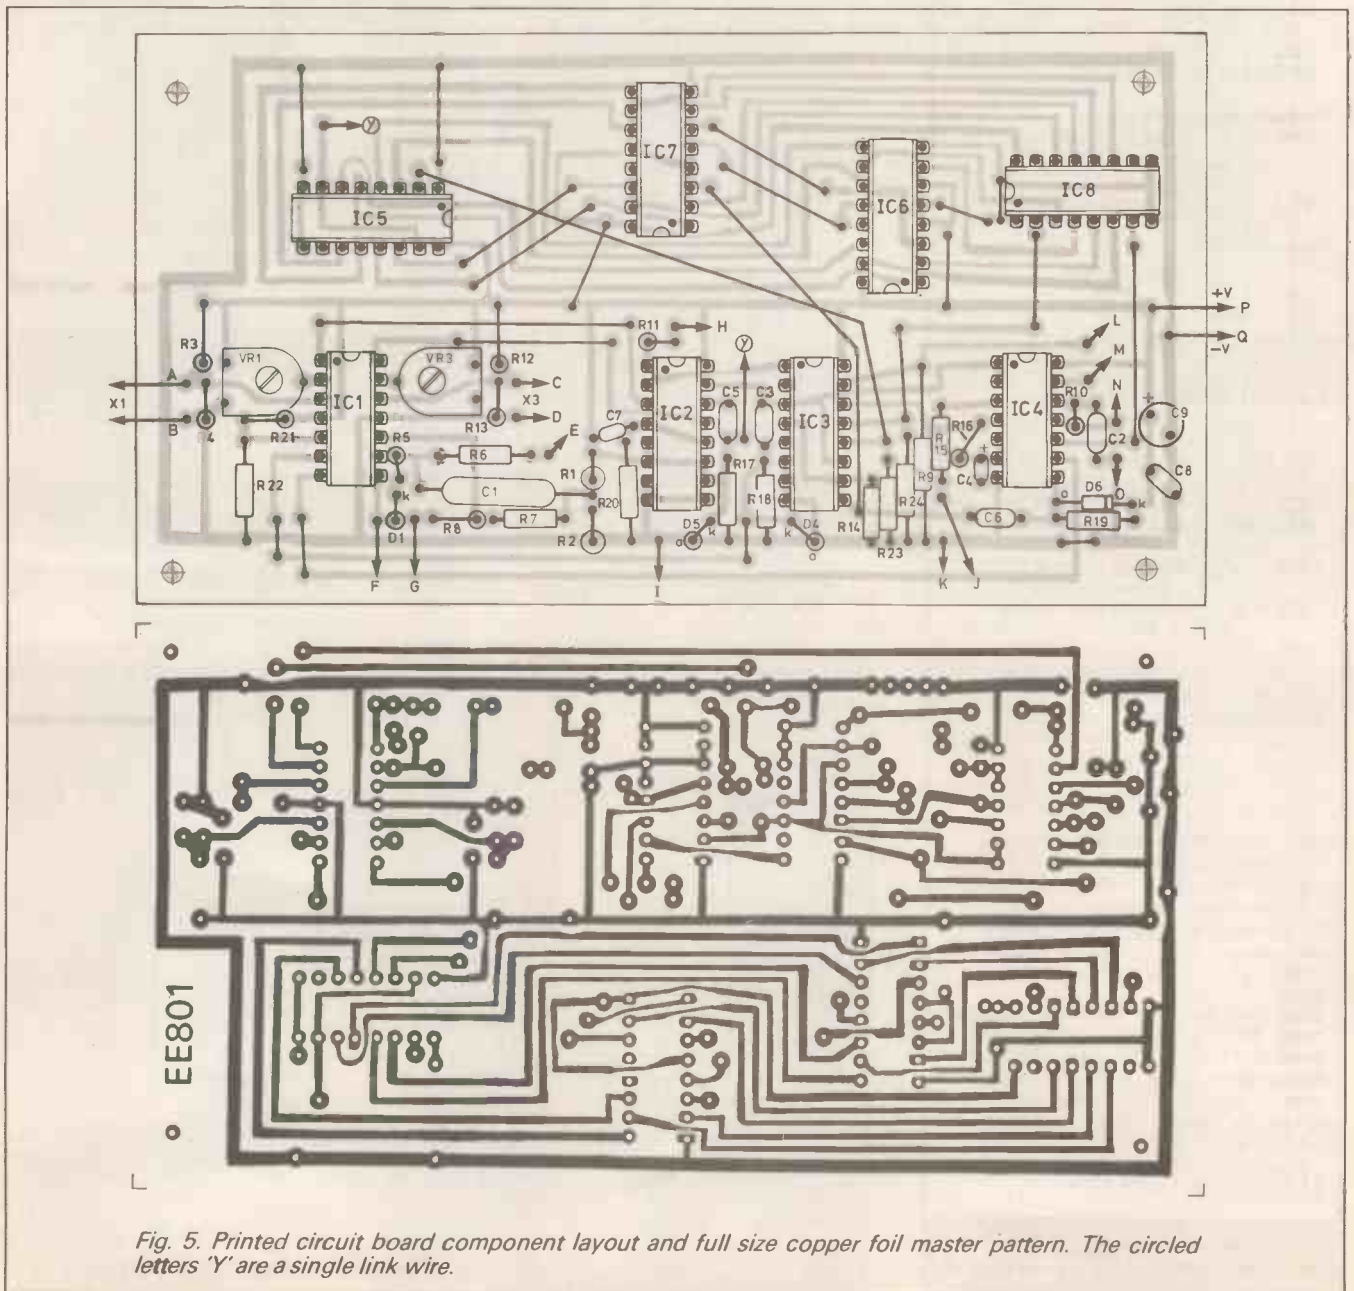 Y
IC7
IC8
IC6
IC5
+V
P
L
H
R11
R3
VR1
VR3
R12
Y
Q
-V
M
A
C
N
R10
C9
+
X1
X3
IC1
C5
C3
IC4
IC2
IC3
B
D
C7
R16
R
15
C2
R21
R13
E
R5
R6
R17
+
C4
C8
R22
k
R1
R9
O
C1
R20
R18
R24
a
D6
k
R8
R7
D5
k
k
D4
R14
C6
R19
D1
R2
a
a
R23
F
G
I
K
J
EE801
Fig. 5. Printed circuit board component layout and full size copper foil master pattern. The circled
letters 'Y' are a single link wire.